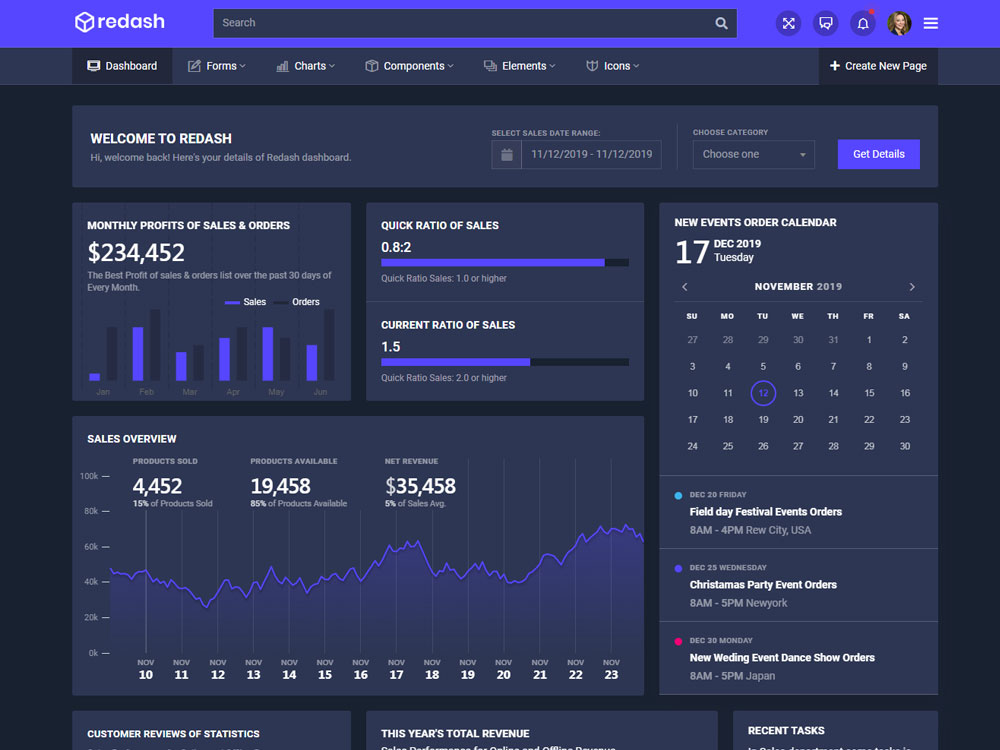 redash
Search
Dashboard
Forms
Charts
Components
Elements
Icons
+ Create New Page
WELCOME TO REDASH
Hi, welcome back! Here's your details of Redash dashboard.
SELECT SALES DATE RANGE:
11/12/2019 - 11/12/2019
CHOOSE CATEGORY
Choose one
Get Details
MONTHLY PROFITS OF SALES & ORDERS
$234,452
The Best Profit of sales & orders list over the past 30 days of
Every Month.
Sales Orders
Jan Feb Mar Apr May Jun
QUICK RATIO OF SALES
0.8:2
Quick Ratio Sales: 1.0 or higher
CURRENT RATIO OF SALES
1.5
Quick Ratio Sales: 2.0 or higher
NEW EVENTS ORDER CALENDAR
17
DEC 2019
Tuesday
NOVEMBER 2019
SU MO TU WE TH FR SA
27 28 29 30 31 1 2
3 4 5 6 7 8 9
10 11 12 13 14 15 16
17 18 19 20 21 22 23
24 25 26 27 28 29 30
DEC 20 FRIDAY
Field day Festival Events Orders
8AM - 4PM Rew City, USA
DEC 25 WEDNESDAY
Christamas Party Event Orders
8AM - 5PM Newyork
DEC 30 MONDAY
New Weding Event Dance Show Orders
8AM - 5PM Japan
SALES OVERVIEW
PRODUCTS SOLD
4,452
15% of Products Sold
PRODUCTS AVAILABLE
19,458
85% of Products Available
NET REVENUE
$35,458
5% of Sales Avg.
100k
80k
60k
40k
20k
0k
NOV NOV NOV NOV NOV NOV NOV NOV NOV NOV NOV NOV NOV NOV
10 11 12 13 14 15 16 17 18 19 20 21 22 23
CUSTOMER REVIEWS OF STATISTICS
THIS YEAR'S TOTAL REVENUE
Sales Performance for Online and Offline Revenue
RECENT TASKS
In Sales department some tasks is